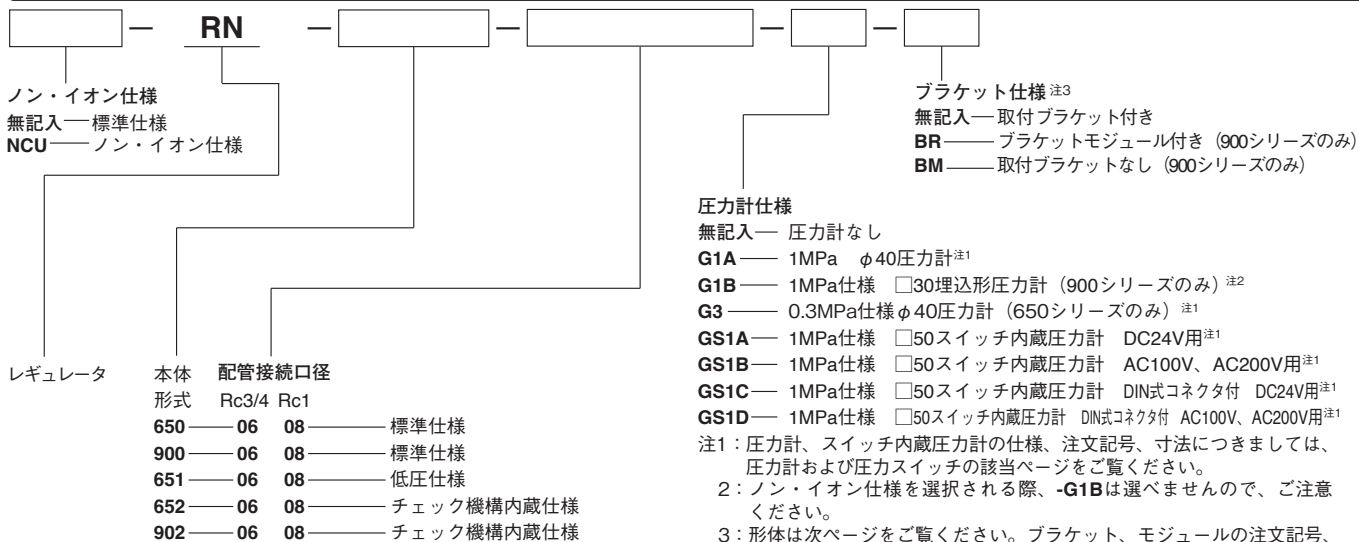 RN
ノン・イオン仕様
無記入 標準仕様
NCU ノン・イオン仕様
ブラケット仕様 注3
無記入 取付ブラケット付き
BR ブラケットモジュール付き（900シリーズのみ）
BM 取付ブラケットなし（900シリーズのみ）
圧力計仕様
無記入 圧力計なし
G1A 1MPa φ40圧力計注1
G1B 1MPa仕様 □30埋込形圧力計（900シリーズのみ）注2
G3 0.3MPa仕様φ40圧力計（650シリーズのみ）注1
GS1A 1MPa仕様 □50スイッチ内蔵圧力計 DC24V用注1
GS1B 1MPa仕様 □50スイッチ内蔵圧力計 AC100V、AC200V用注1
GS1C 1MPa仕様 □50スイッチ内蔵圧力計 DIN式コネクタ付 DC24V用注1
GS1D 1MPa仕様 □50スイッチ内蔵圧力計 DIN式コネクタ付 AC100V、AC200V用注1
注1：圧力計、スイッチ内蔵圧力計の仕様、注文記号、寸法につきましては、
圧力計および圧力スイッチの該当ページをご覧ください。
2：ノン・イオン仕様を選択される際、-G1Bは選べませんので、ご注意
ください。
3：形体は次ページをご覧ください。ブラケット、モジュールの注文記号、
レギュレータ
本体 配管接続口径
形式 Rc3/4 Rc1
650 06 08 標準仕様
900 06 08 標準仕様
651 06 08 低圧仕様
652 06 08 チェック機構内蔵仕様
902 06 08 チェック機構内蔵仕様